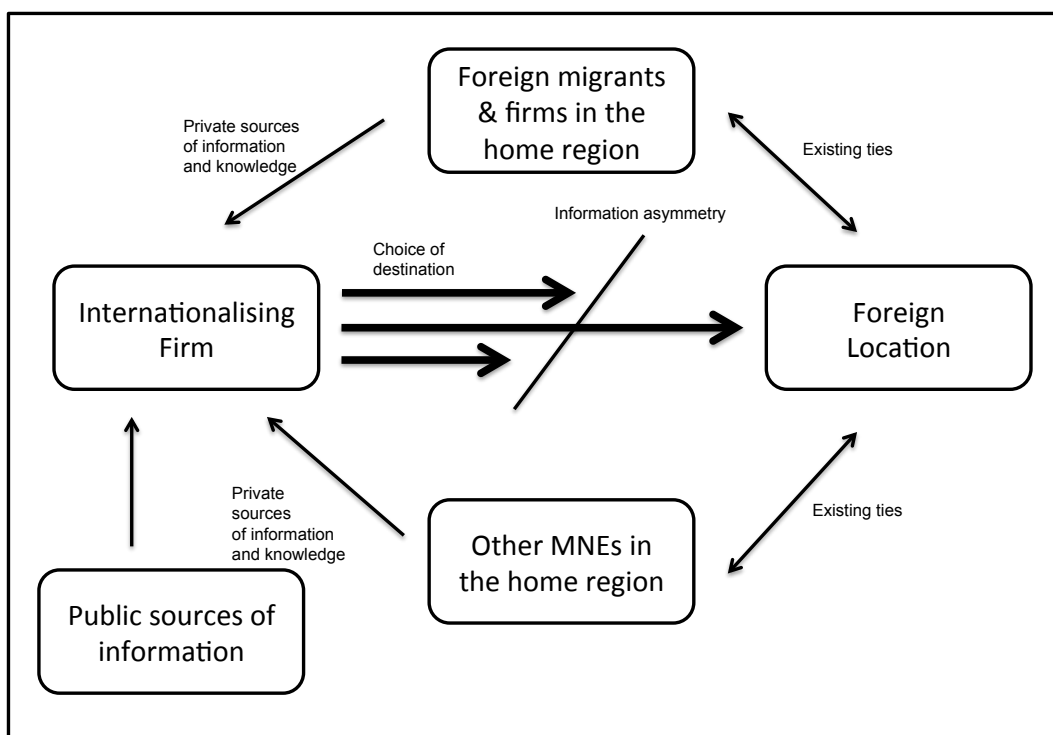 Foreign migrants
& firms in the
home region
Private sources
of information
and knowledge
Existing ties
Information asymmetry
Choice of
destination
Internationalising
Firm
Foreign
Location
Private
sources
of information
and knowledge
Other MNEs in
the home region
Existing ties
Public sources of
information